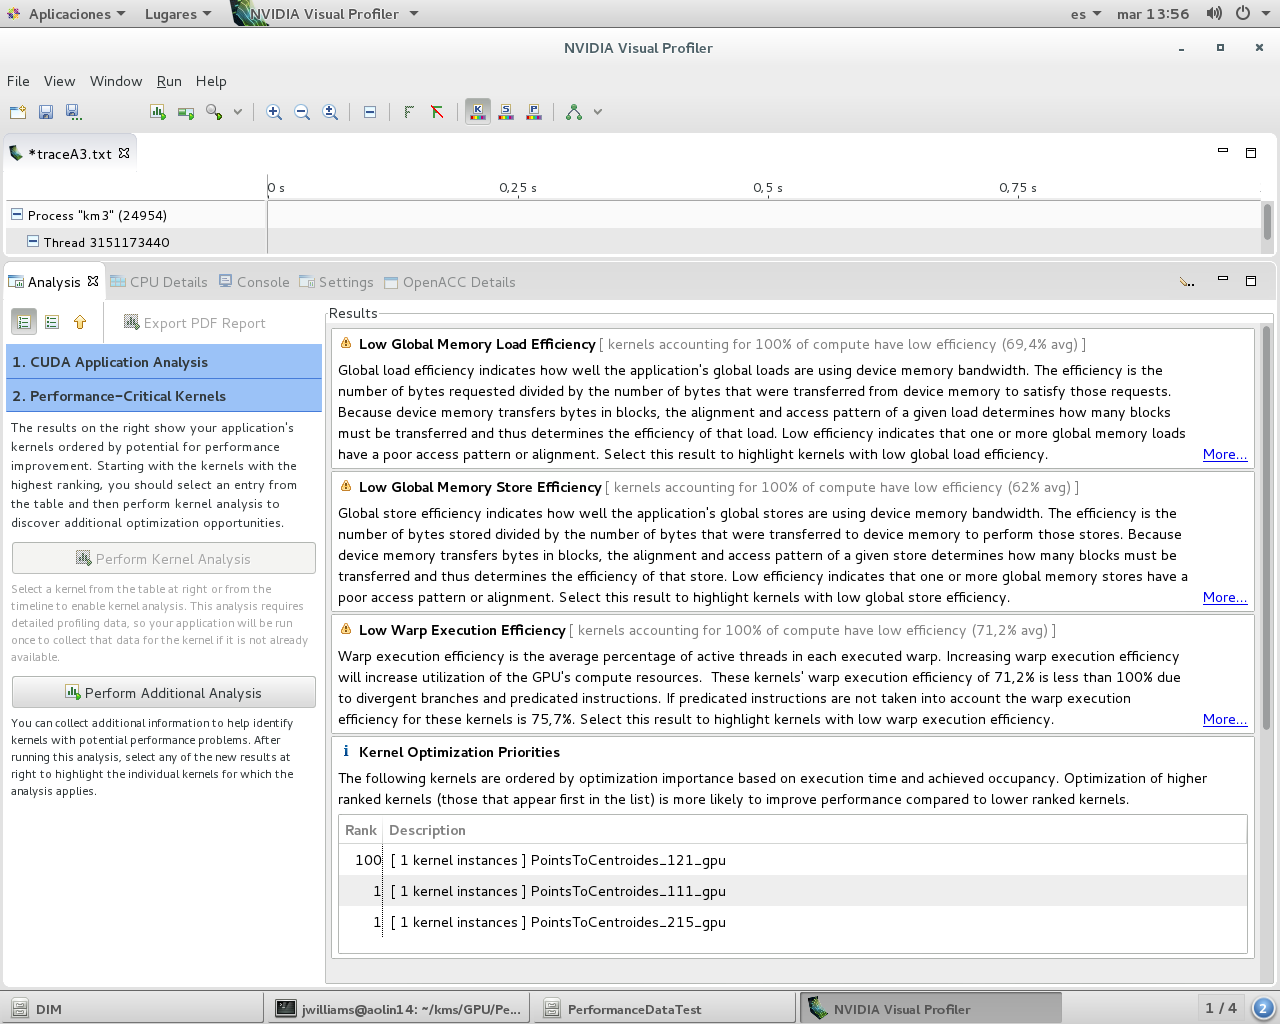 Aplicaciones Lugares NVIDIA Visual Profiler es mar 13:56
NVIDIA Visual Profiler
File View Window Run Help
*traceA3.txt
0 s 0,25 s 0,5 s 0,75 s
Process "km3" (24954)
Thread 3151173440
Analysis CPU Details Console Settings OpenACC Details
Export PDF Report
1. CUDA Application Analysis
2. Performance-Critical Kernels
The results on the right show your application's
kernels ordered by potential for performance
improvement. Starting with the kernels with the
highest ranking, you should select an entry from
the table and then perform kernel analysis to
discover additional optimization opportunities.
Perform Kernel Analysis
Select a kernel from the table at right or from the
timeline to enable kernel analysis. This analysis requires
detailed profiling data, so your application will be run
once to collect that data for the kernel if it is not already
available.
Perform Additional Analysis
You can collect additional information to help identify
kernels with potential performance problems. After
running this analysis, select any of the new results at
right to highlight the individual kernels for which the
analysis applies.
Results
Low Global Memory Load Efficiency [ kernels accounting for 100% of compute have low efficiency (69,4% avg) ]
Global load efficiency indicates how well the application's global loads are using device memory bandwidth. The efficiency is the
number of bytes requested divided by the number of bytes that were transferred from device memory to satisfy those requests.
Because device memory transfers bytes in blocks, the alignment and access pattern of a given load determines how many blocks
must be transferred and thus determines the efficiency of that load. Low efficiency indicates that one or more global memory loads
have a poor access pattern or alignment. Select this result to highlight kernels with low global load efficiency. More...
Low Global Memory Store Efficiency [ kernels accounting for 100% of compute have low efficiency (62% avg) ]
Global store efficiency indicates how well the application's global stores are using device memory bandwidth. The efficiency is the
number of bytes stored divided by the number of bytes that were transferred to device memory to perform those stores. Because
device memory transfers bytes in blocks, the alignment and access pattern of a given store determines how many blocks must be
transferred and thus determines the efficiency of that store. Low efficiency indicates that one or more global memory stores have a
poor access pattern or alignment. Select this result to highlight kernels with low global store efficiency. More...
Low Warp Execution Efficiency [ kernels accounting for 100% of compute have low efficiency (71,2% avg) ]
Warp execution efficiency is the average percentage of active threads in each executed warp. Increasing warp execution efficiency
will increase utilization of the GPU's compute resources. These kernels' warp execution efficiency of 71,2% is less than 100% due
to divergent branches and predicated instructions. If predicated instructions are not taken into account the warp execution
efficiency for these kernels is 75,7%. Select this result to highlight kernels with low warp execution efficiency. More...
Kernel Optimization Priorities
The following kernels are ordered by optimization importance based on execution time and achieved occupancy. Optimization of higher
ranked kernels (those that appear first in the list) is more likely to improve performance compared to lower ranked kernels.
Rank Description
100 [ 1 kernel instances ] PointsToCentroides_121_gpu
1 [ 1 kernel instances ] PointsToCentroides_111_gpu
1 [ 1 kernel instances ] PointsToCentroides_215_gpu
DIM jwilliams@aolin14: ~/kms/GPU/Pe... PerformanceDataTest NVIDIA Visual Profiler 1 / 4 2